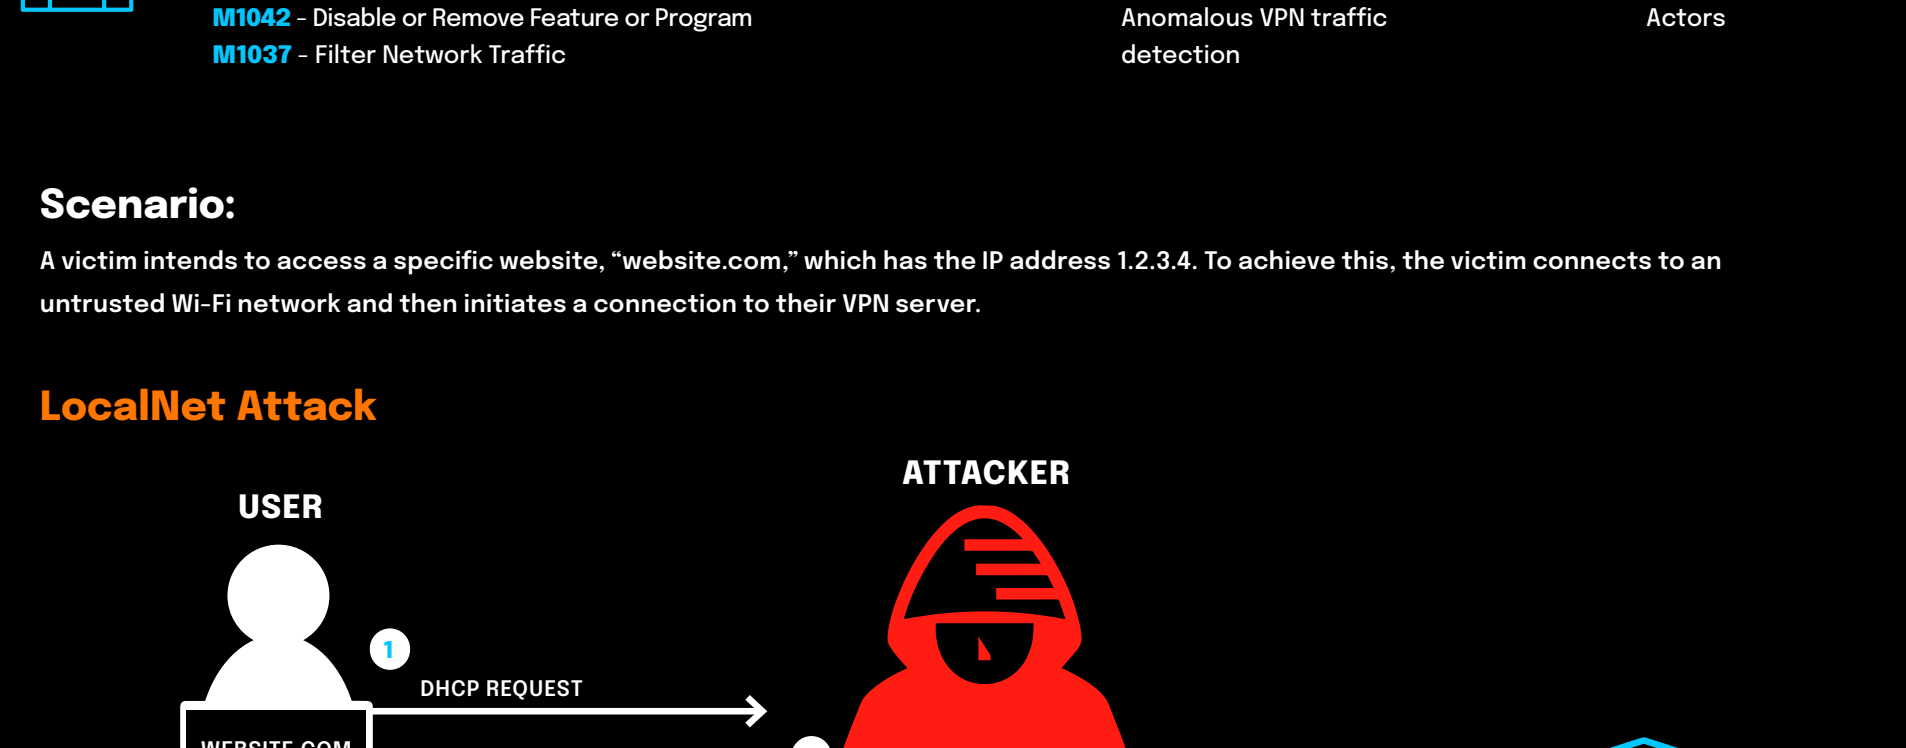 M1042 - Disable or Remove Feature or Program
M1037 - Filter Network Traffic
Anomalous VPN traffic
detection
Actors
Scenario:
A victim intends to access a specific website, “website.com,” which has the IP address 1.2.3.4. To achieve this, the victim connects to an
untrusted Wi-Fi network and then initiates a connection to their VPN server.
LocalNet Attack
ATTACKER
USER
1
DHCP REQUEST
WEBSITE.COM